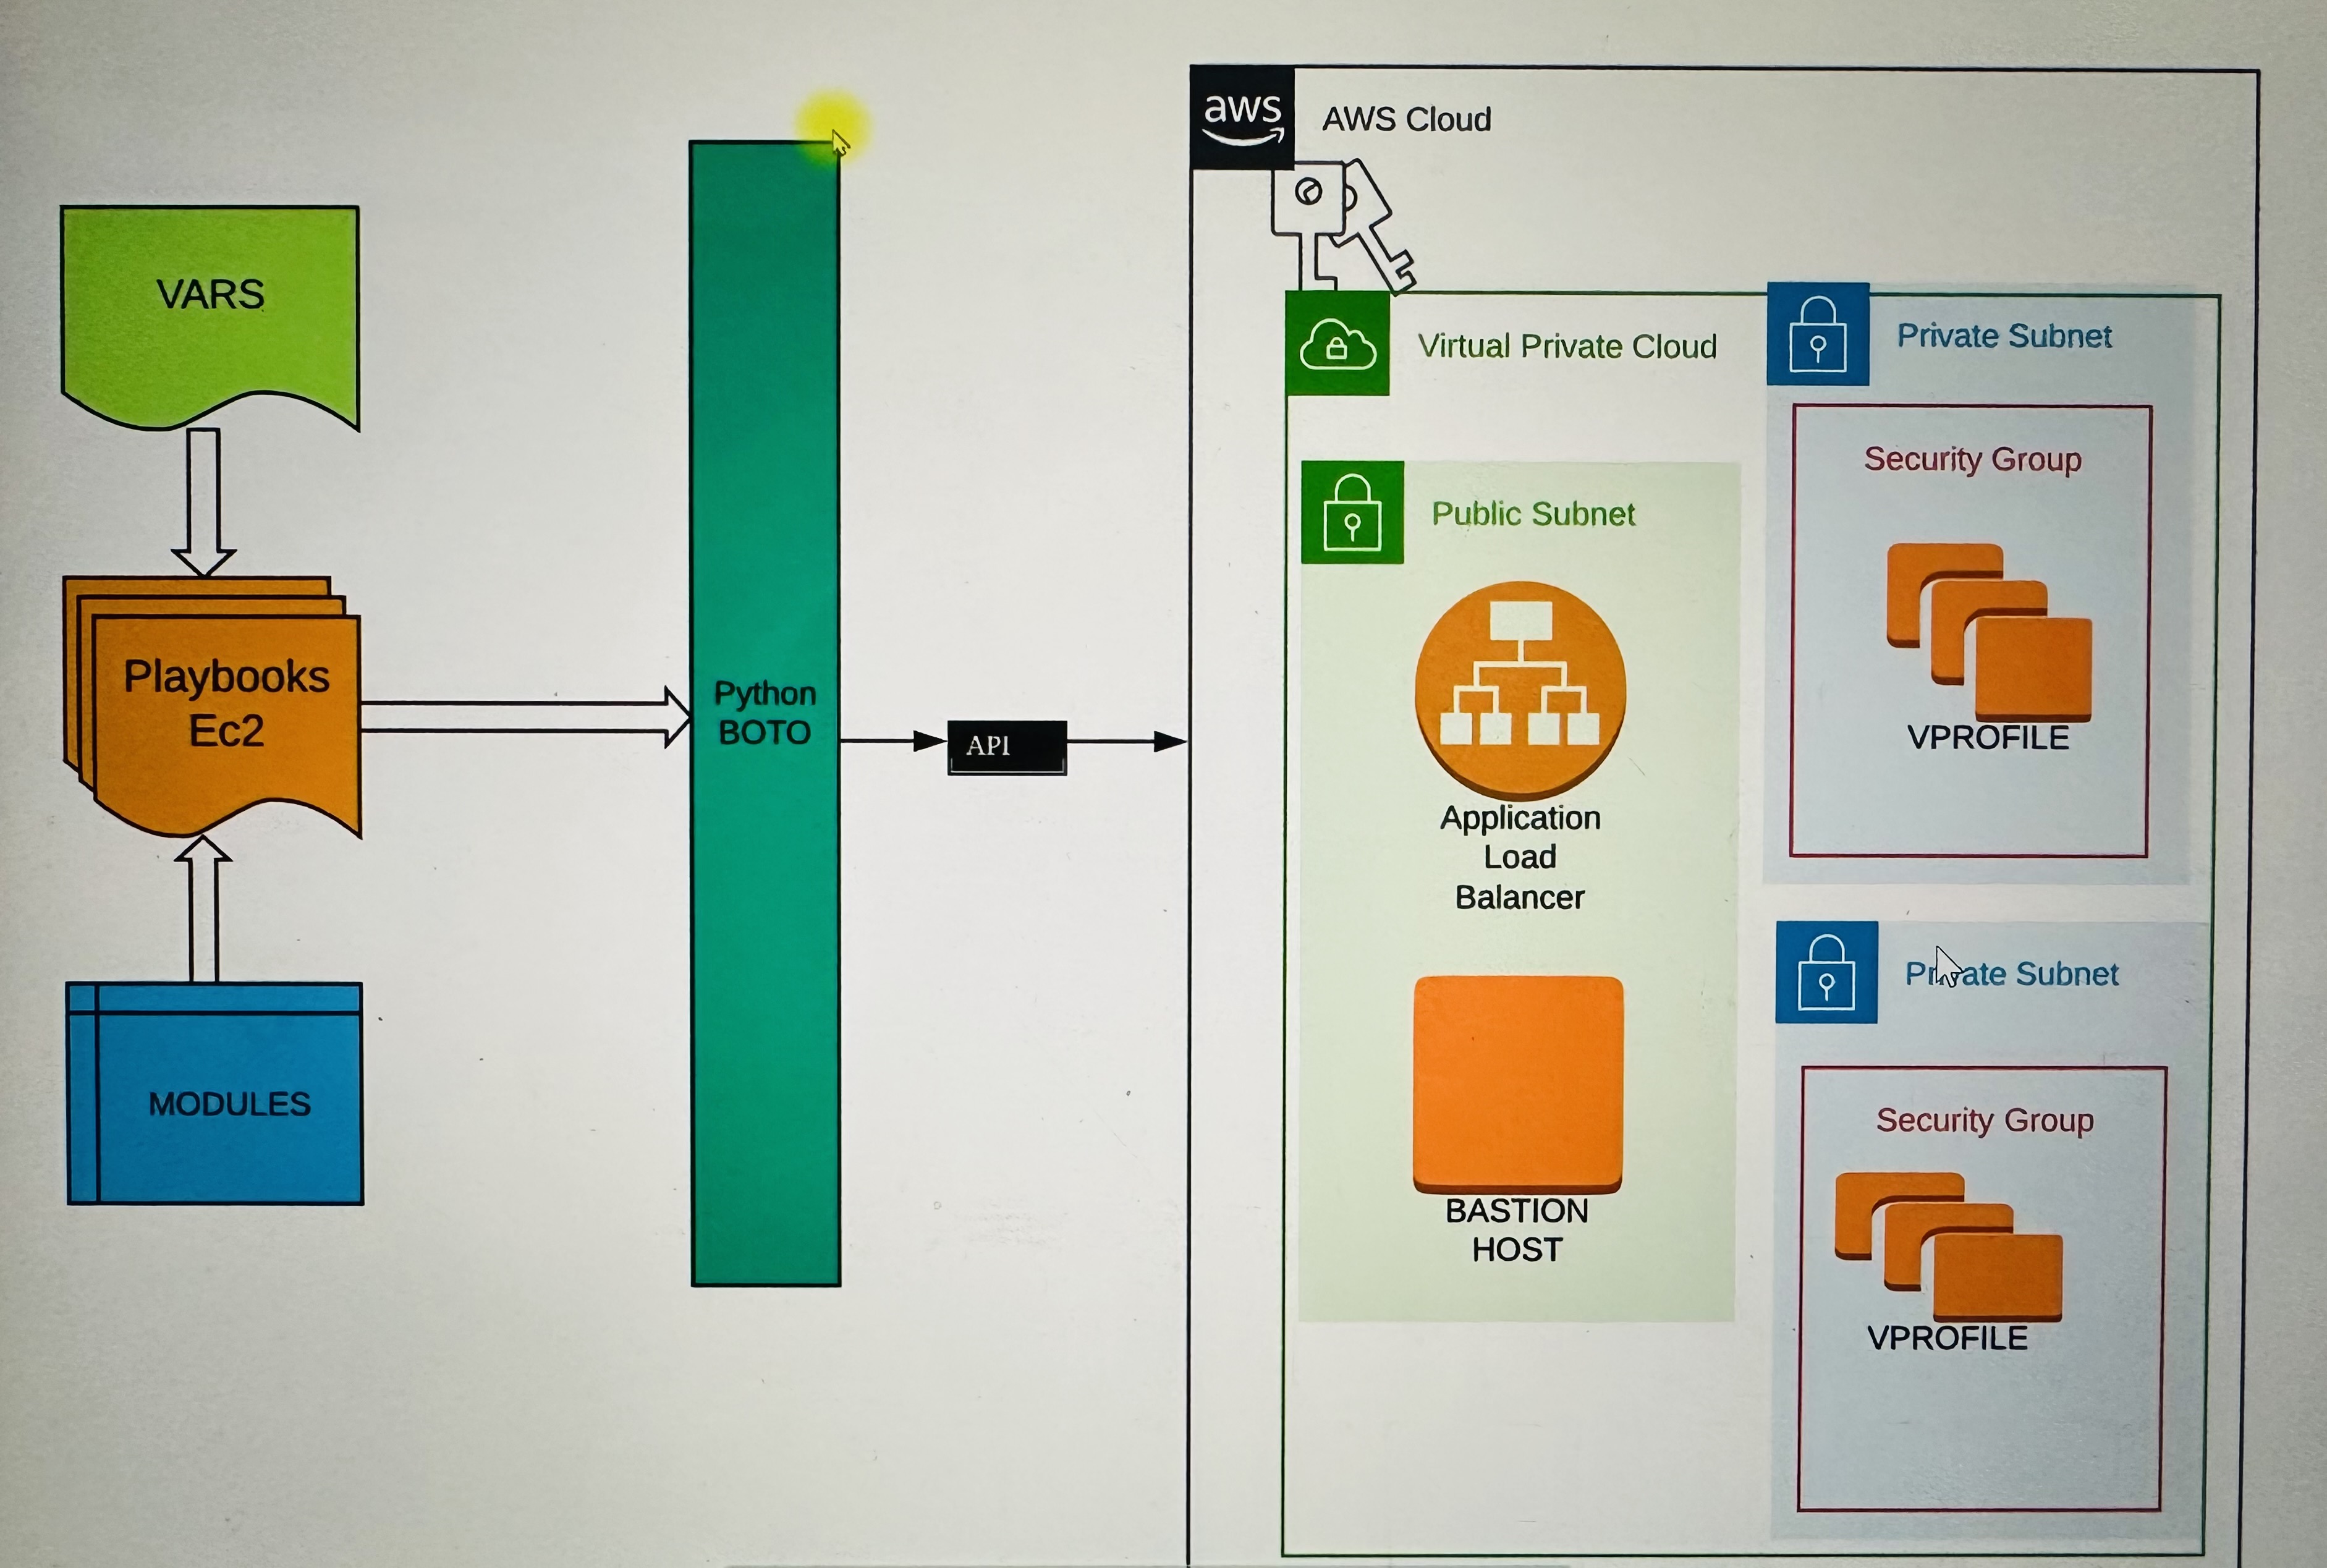 VARS
Playbooks
Ec2
MODULES
Python
BOTO
API
aws
AWS Cloud
Virtual Private Cloud
Public Subnet
Application
Load
Balancer
BASTION
HOST
Private Subnet
Security Group
VPROFILE
Private Subnet
Security Group
VPROFILE